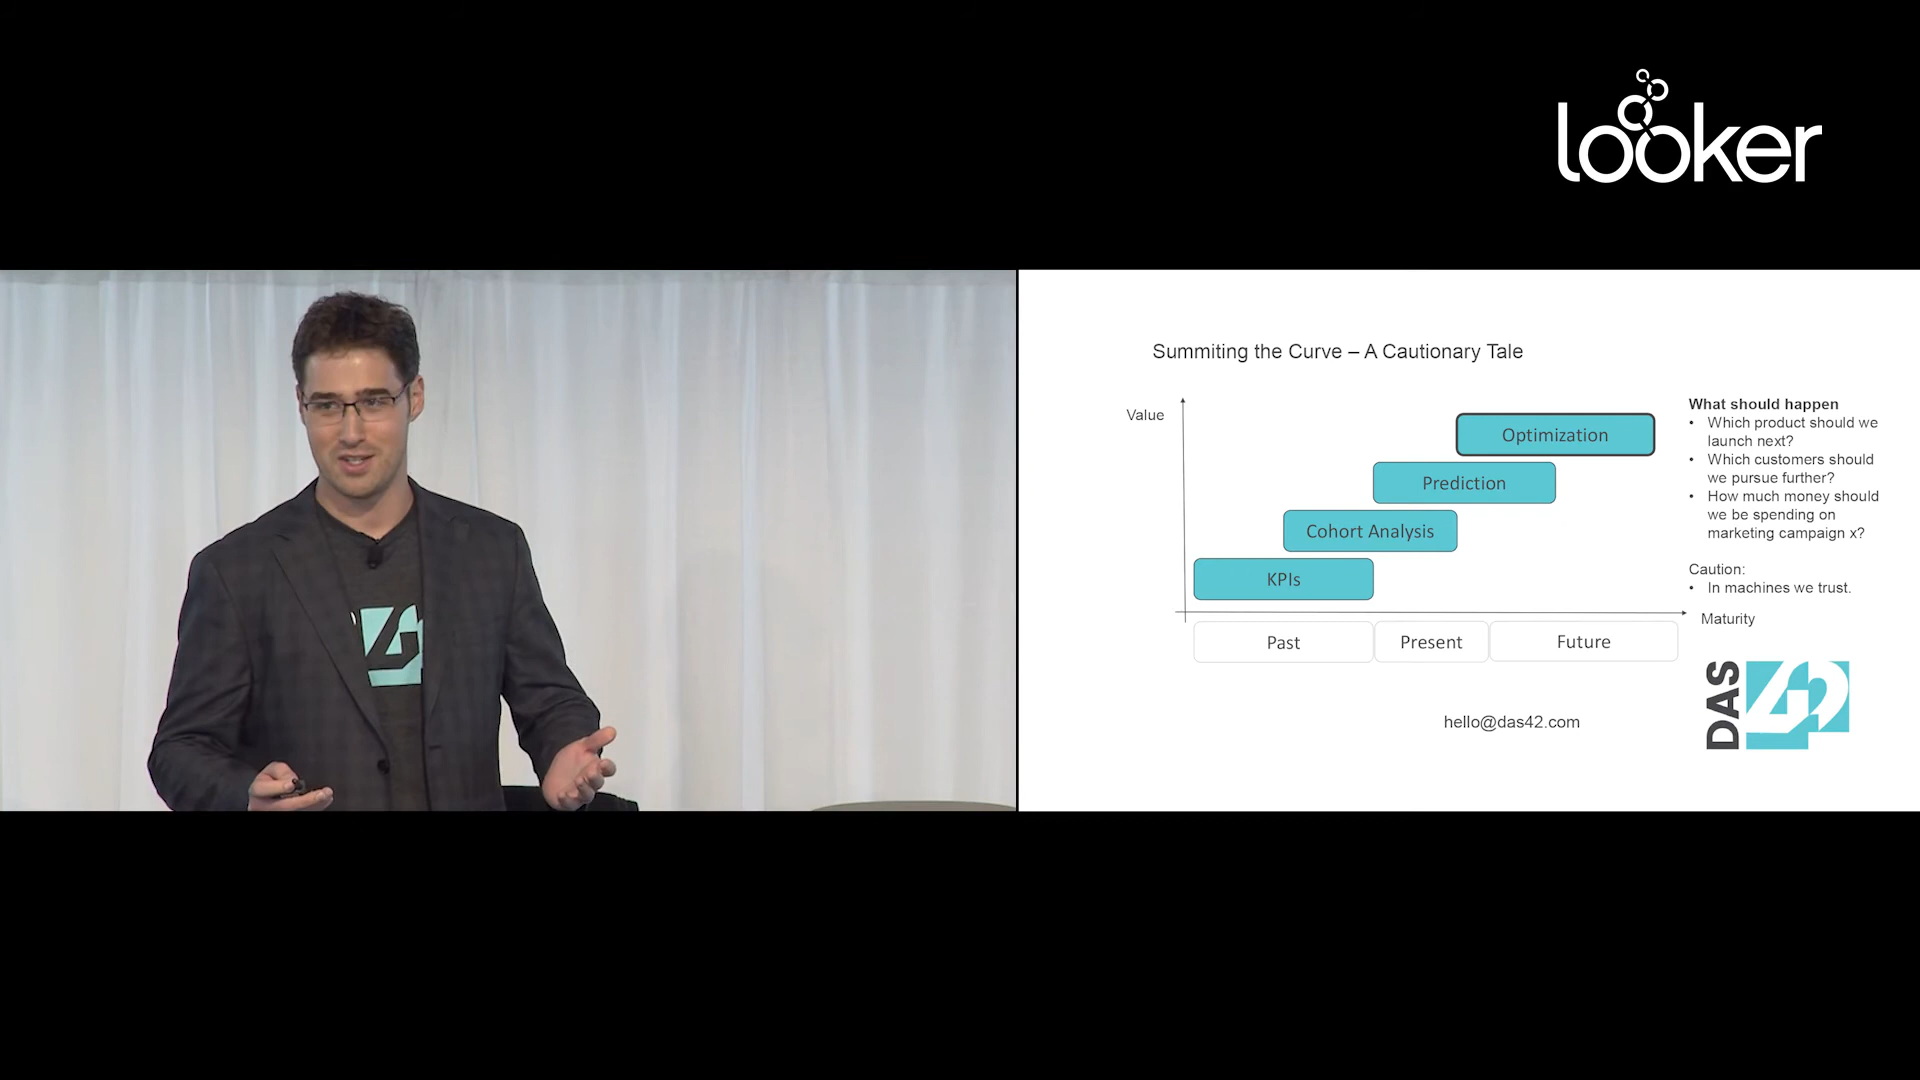 looker
Summiting the Curve – A Cautionary Tale
Value
Optimization
Prediction
Cohort Analysis
KPIs
Past
Present
Future
Maturity
What should happen
• Which product should we
launch next?
• Which customers should
we pursue further?
• How much money should
we be spending on
marketing campaign x?
Caution:
• In machines we trust.
hello@das42.com
DAS
42
42